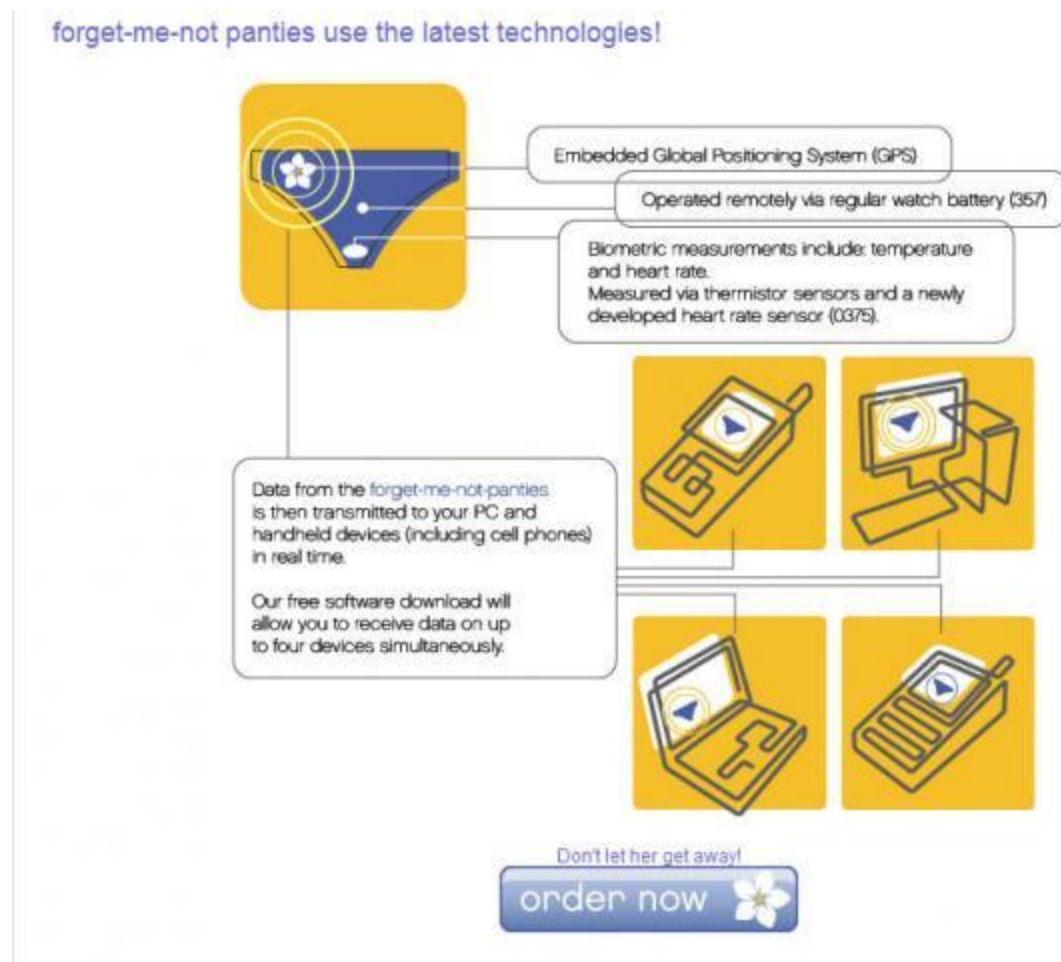 forget-me-not panties use the latest technologies!
Embedded Global Positioning System (GPS)
Operated remotely via regular watch battery (357)
Biometric measurements include: temperature
and heart rate.
Measured via thermistor sensors and a newly
developed heart rate sensor (0375).
Data from the forget-me-not-panties
is then transmitted to your PC and
handheld devices (including cell phones)
in real time.
Our free software download will
allow you to receive data on up
to four devices simultaneously.
Don't let her get away!
order now